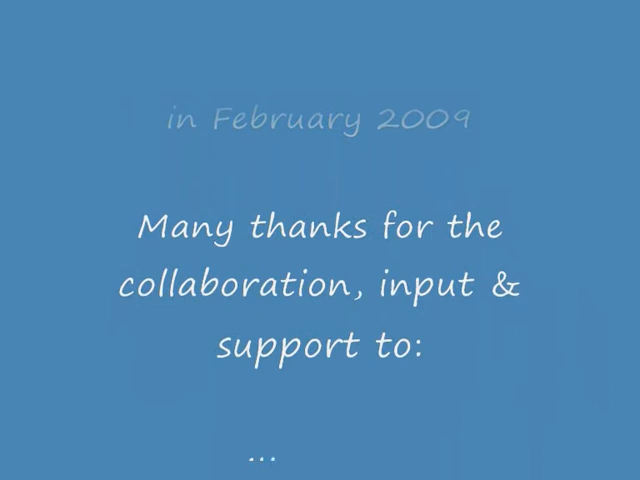 in February 2009
Many thanks for the
collaboration, input &
support to:
...